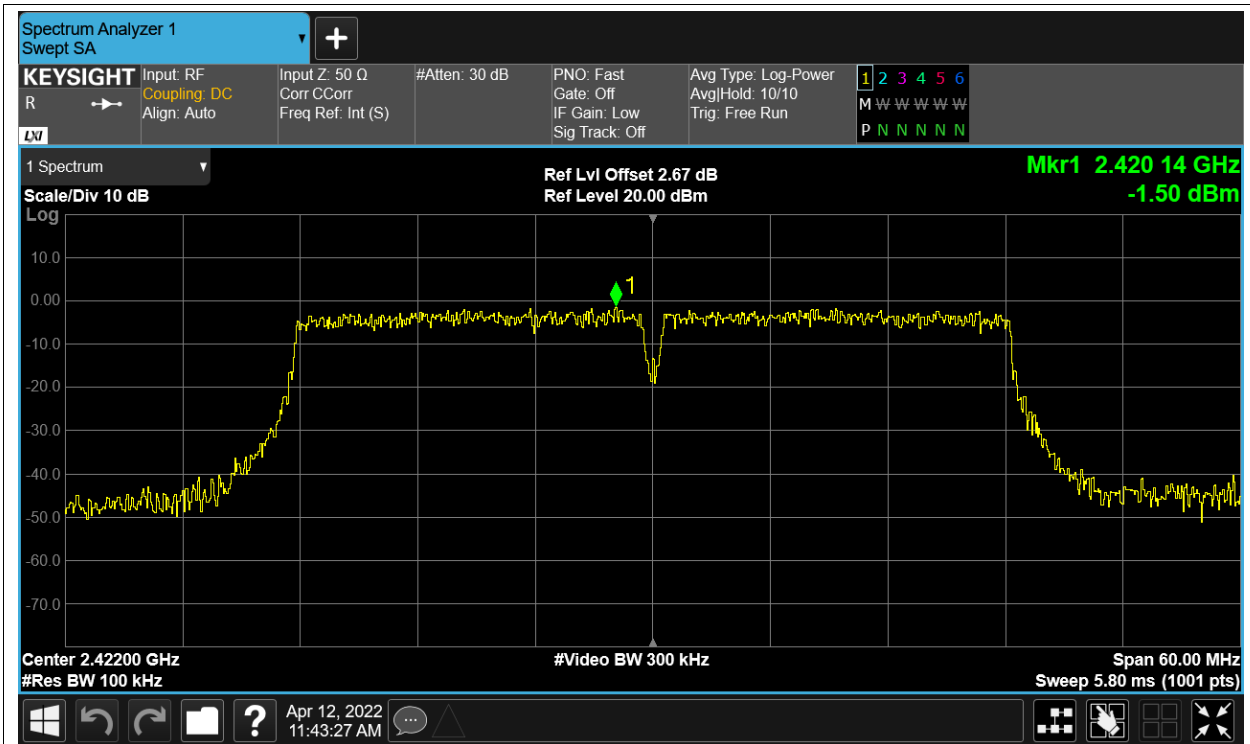 Spectrum Analyzer 1
Swept SA
KEYSIGHT
R
LXI
Input: RF
Coupling: DC
Align: Auto
Input Z: 50 Ω
Corr CCorr
Freq Ref: Int (S)
#Atten: 30 dB
PNO: Fast
Gate: Off
IF Gain: Low
Sig Track: Off
Avg Type: Log-Power
Avg|Hold: 10/10
Trig: Free Run
1 2 3 4 5 6
M W W W W W W
P N N N N N
1 Spectrum
Scale/Div 10 dB
Log
Ref Lvl Offset 2.67 dB
Ref Level 20.00 dBm
Mkr1 2.420 14 GHz
-1.50 dBm
10.0
0.00
-10.0
-20.0
-30.0
-40.0
-50.0
-60.0
-70.0
1
Center 2.42200 GHz
#Res BW 100 kHz
#Video BW 300 kHz
Span 60.00 MHz
Sweep 5.80 ms (1001 pts)
?
Apr 12, 2022
11:43:27 AM